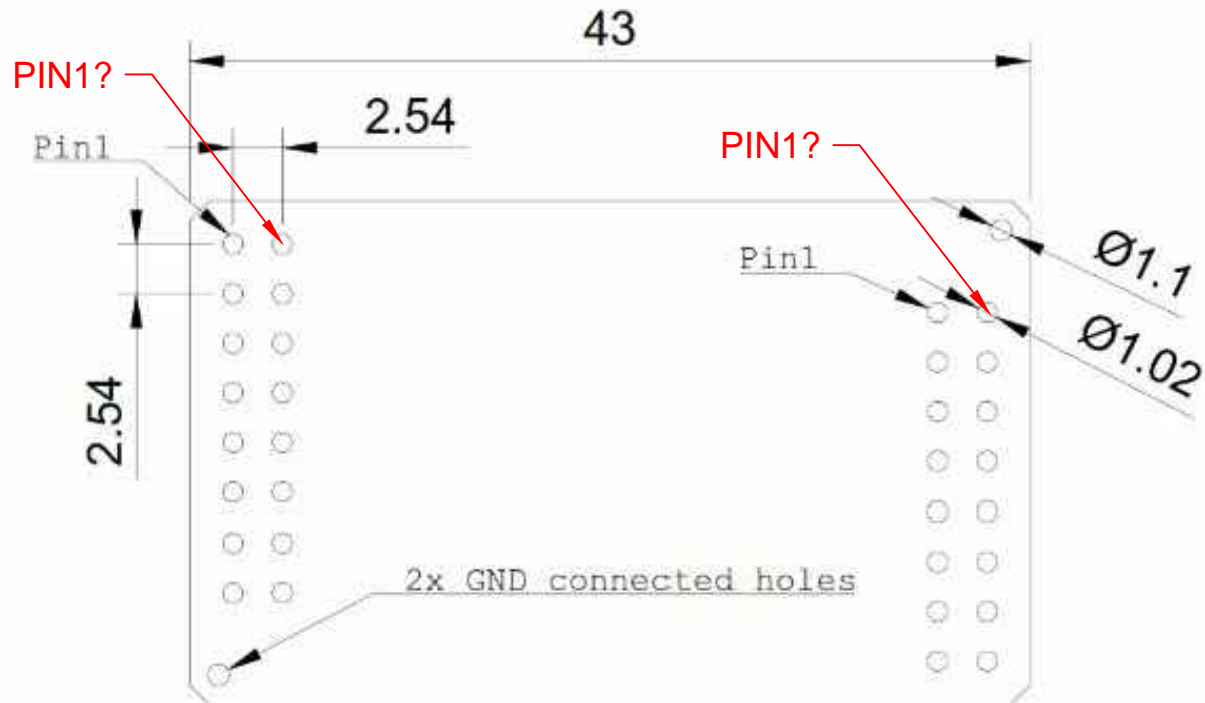 43
PIN1?
2.54
Pin1
PIN1?
Ø1.1
Pin1
Ø1.02
2.54
2x GND connected holes